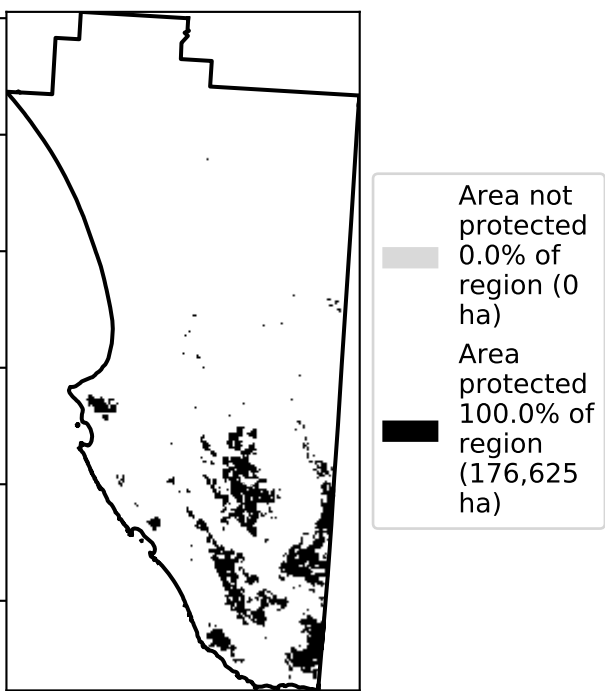 Area not
protected
0.0% of
region (0
ha)
Area
protected
100.0% of
region
(176,625
ha)